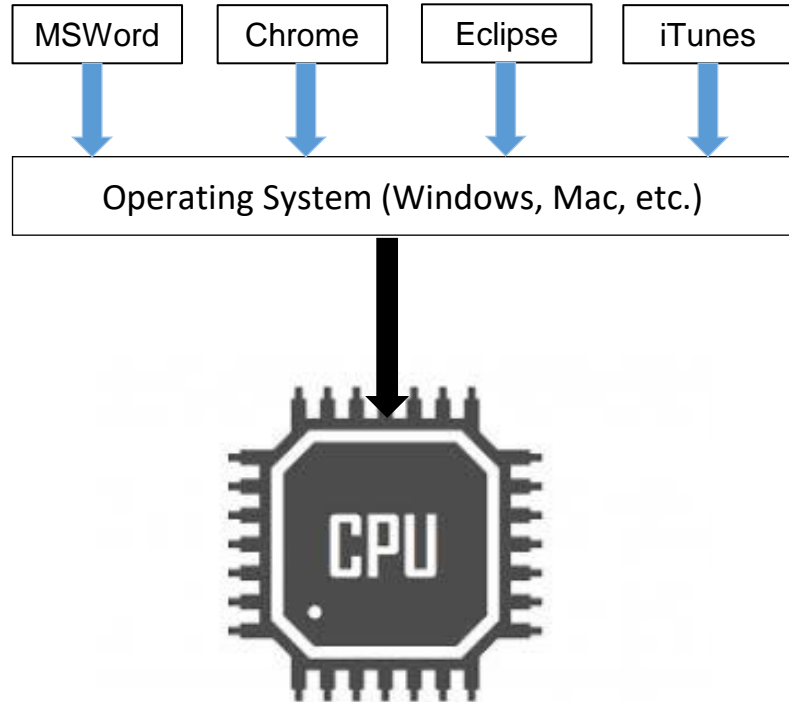 MSWord
Chrome
Eclipse
iTunes
Operating System (Windows, Mac, etc.)
CPU